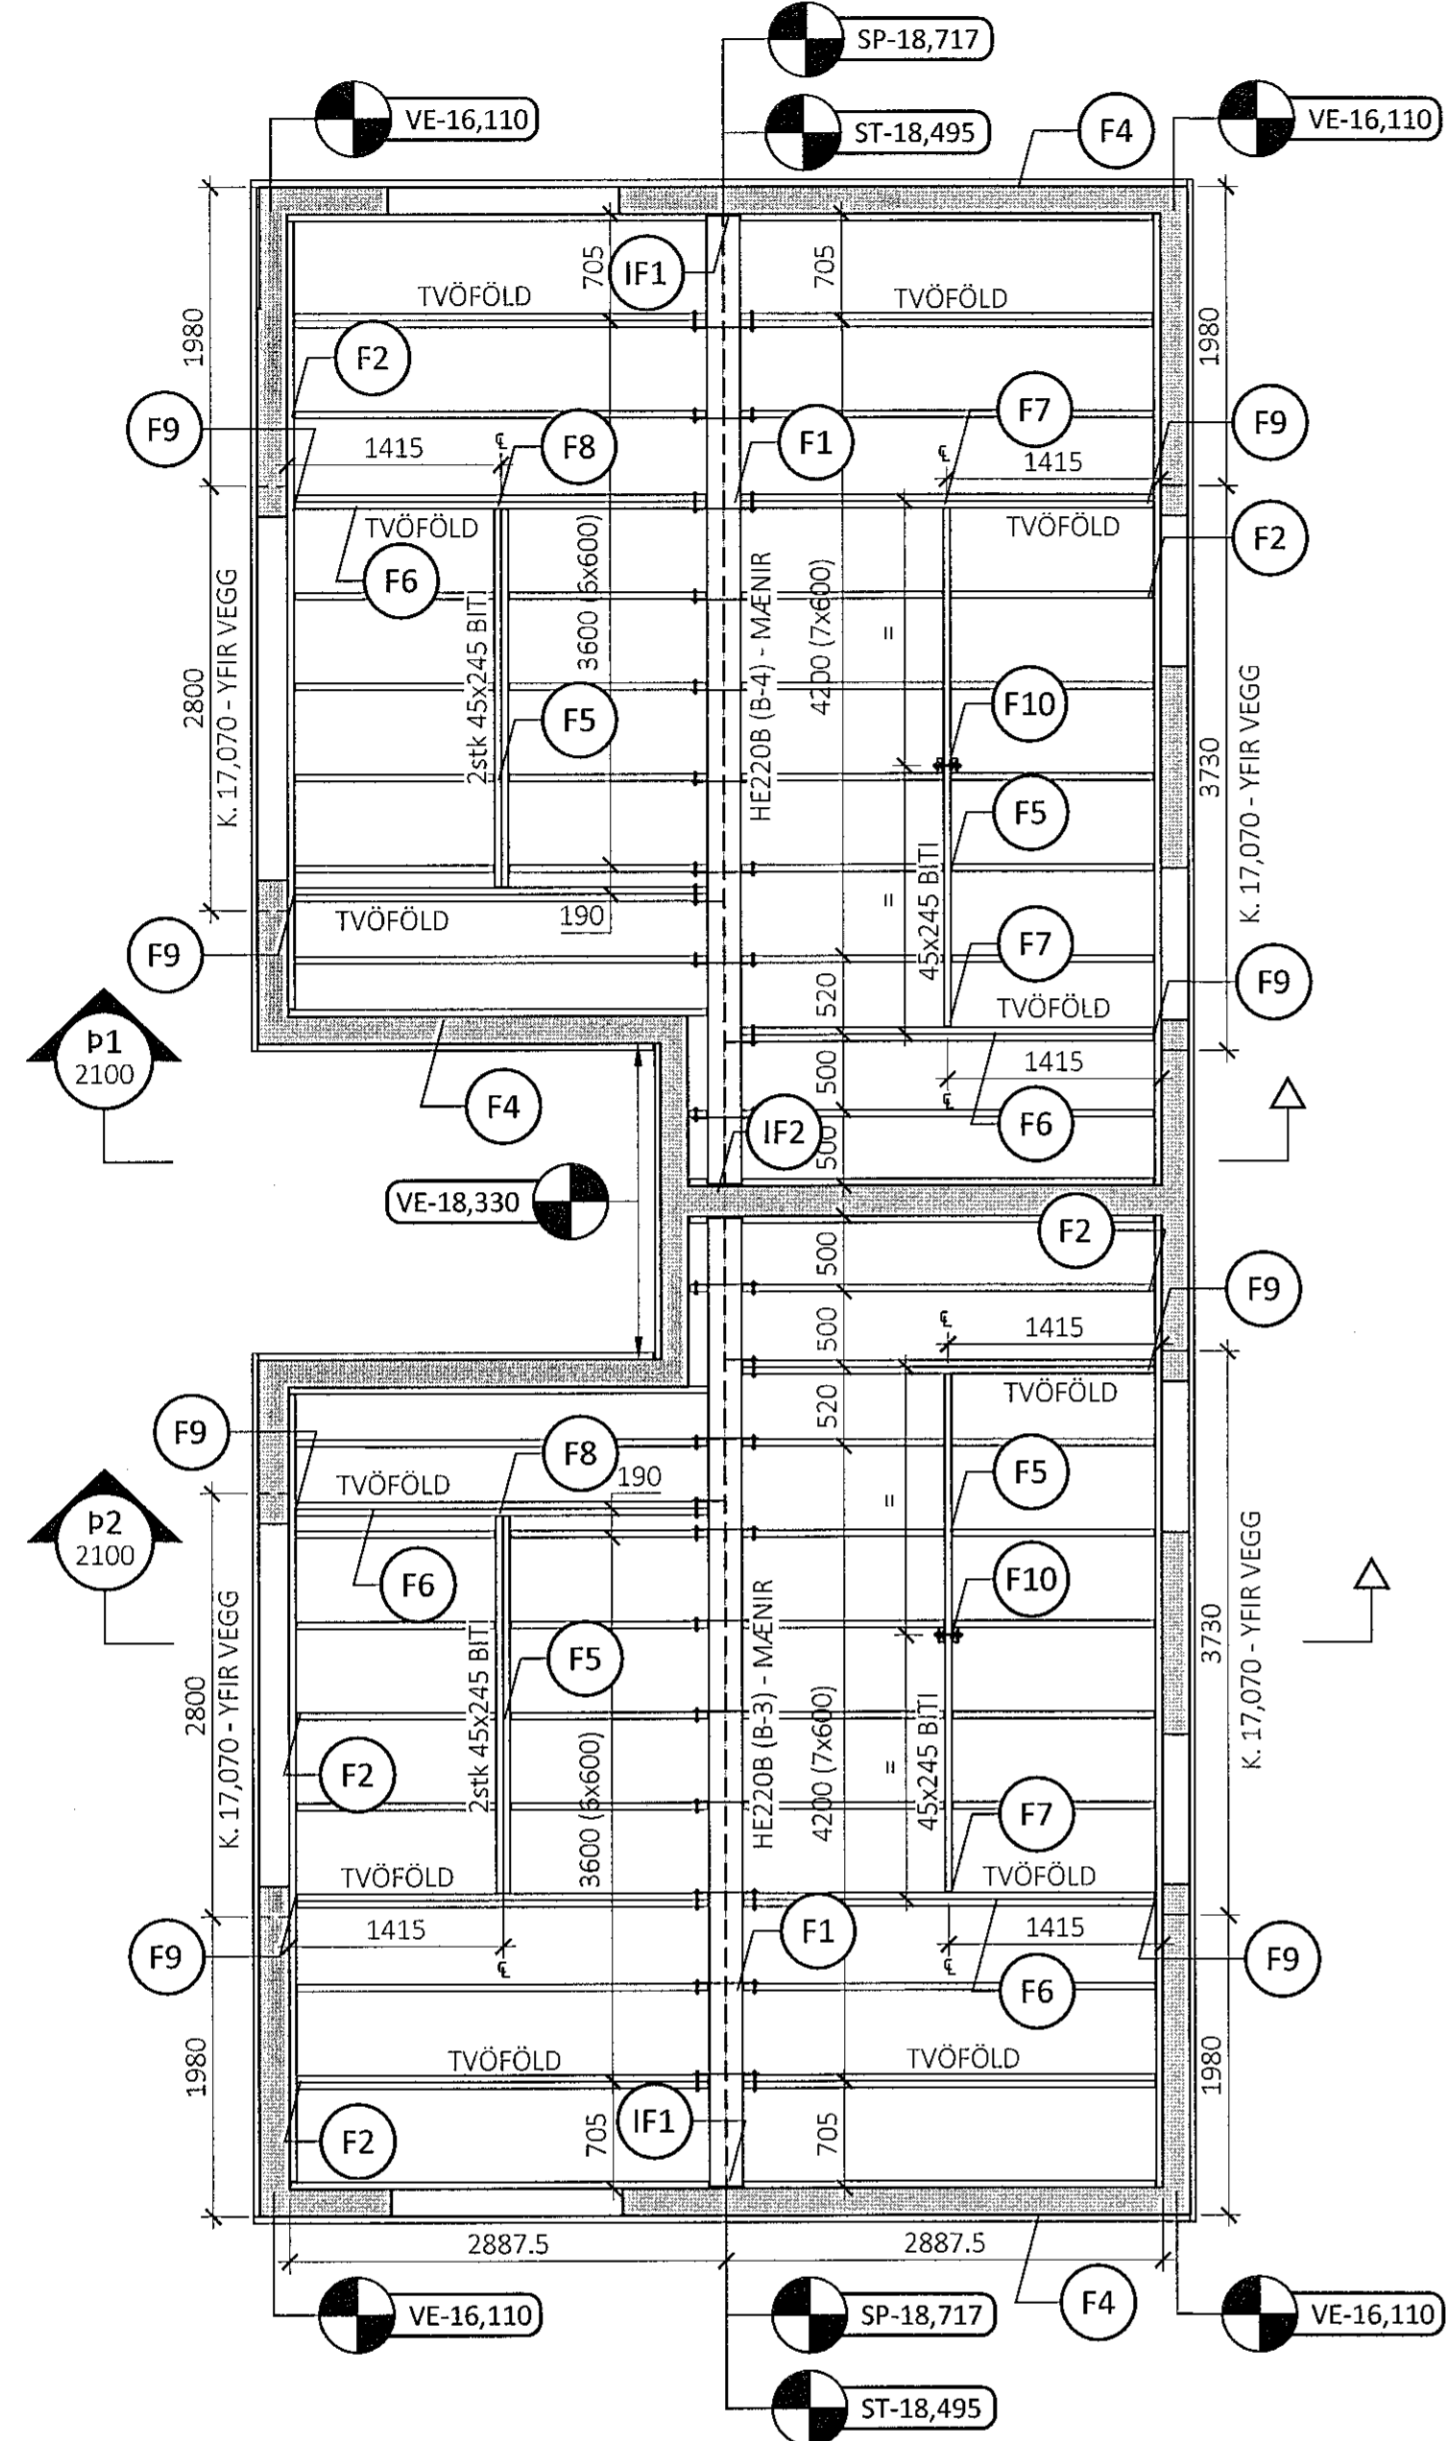 SP-18,717
VE-16,110
ST-18,495
F4
VE-16,110
705
IF1
705
TVÖFÖLD
TVÖFÖLD
1980
1980
F2
F9
F8
F1
F7
F9
1415
℄
℄
1415
TVÖFÖLD
TVÖFÖLD
F6
F2
K. 17,070 - YFIR VEGG
2800
2stk 45x245 BITI
3600 (6x600)
HE220B (B-4) - MÆNIR
4200 (7x600)
=
F10
F5
F5
3730
K. 17,070 - YFIR VEGG
45x245 BITI
=
TVÖFÖLD
190
F7
F9
F9
520
TVÖFÖLD
Þ1
2100
500
1415
℄
F4
IF2
500
F6
VE-18,330
500
F2
F9
500
℄
1415
TVÖFÖLD
520
F9
F8
TVÖFÖLD
190
F5
=
Þ2
2100
F6
F10
K. 17,070 - YFIR VEGG
2800
2stk 45x245 BITI
F5
3600 (6x600)
HE220B (B-3) - MÆNIR
4200 (7x600)
=
45x245 BITI
3730
K. 17,070 - YFIR VEGG
F2
F7
TVÖFÖLD
TVÖFÖLD
F9
1415
℄
F1
1415
℄
F9
F6
1980
TVÖFÖLD
TVÖFÖLD
1980
F2
705
IF1
705
2887.5
2887.5
VE-16,110
SP-18,717
F4
VE-16,110
ST-18,495